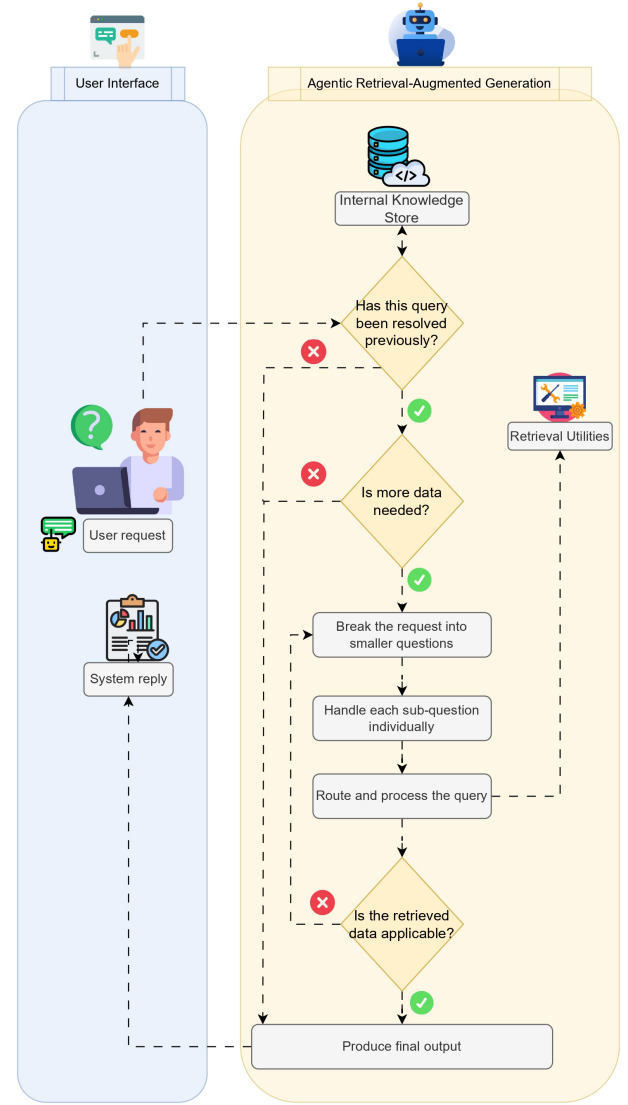 User Interface
Agentic Retrieval-Augmented Generation
Internal Knowledge
Store
Has this query
been resolved
previously?
Retrieval Utilities
Is more data
needed?
User request
Break the request into
smaller questions
System reply
Handle each sub-question
individually
Route and process the query
Is the retrieved
data applicable?
Produce final output